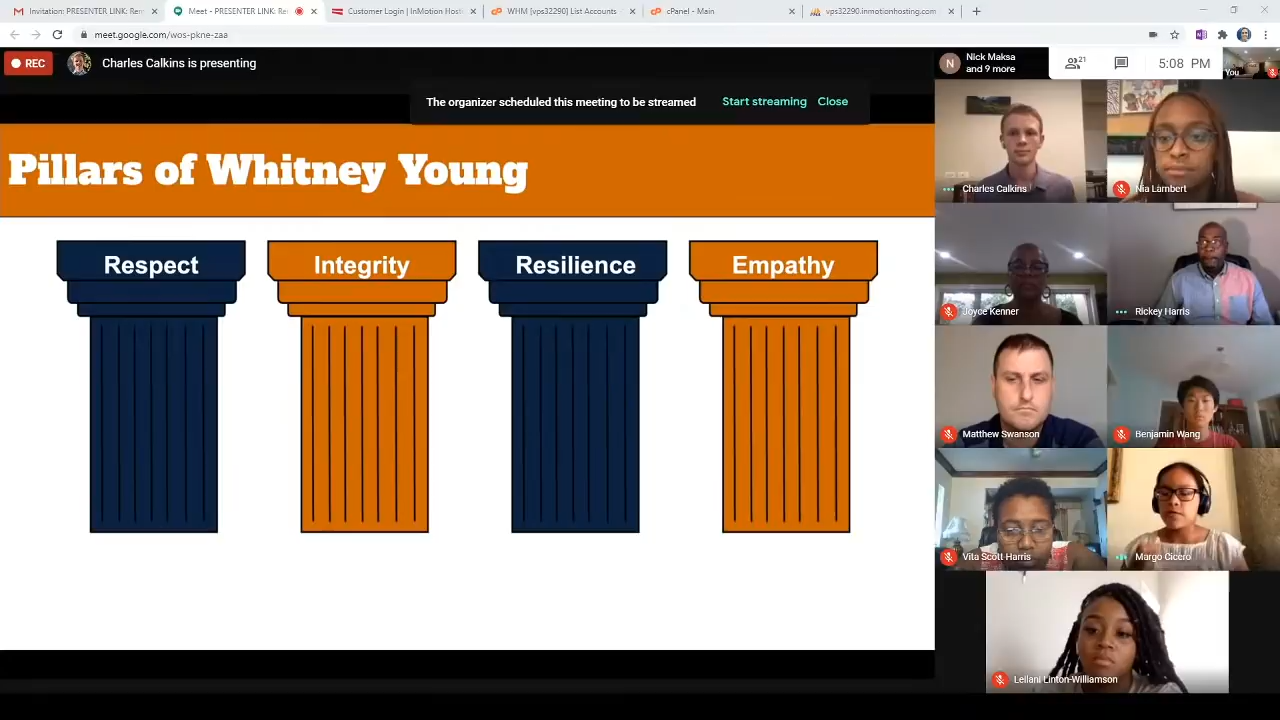 Invitation: PRESENTER LINK: Rem
Meet - PRESENTER LINK: Re
Customer Login | InMotion Host
WHM [vps32290] List Accounts
cPanel - Main
vps32290.inmotionhosting.com
meet.google.com/wos-pkne-zaa
REC
Charles Calkins is presenting
The organizer scheduled this meeting to be streamed
Start streaming
Close
N
Nick Maksa
and 9 more
21
5:08 PM
You
Pillars of Whitney Young
Respect
Integrity
Resilience
Empathy
Charles Calkins
Nia Lambert
Joyce Kenner
Rickey Harris
Matthew Swanson
Benjamin Wang
Vita Scott Harris
Margo Cicero
Leilani Linton-Williamson